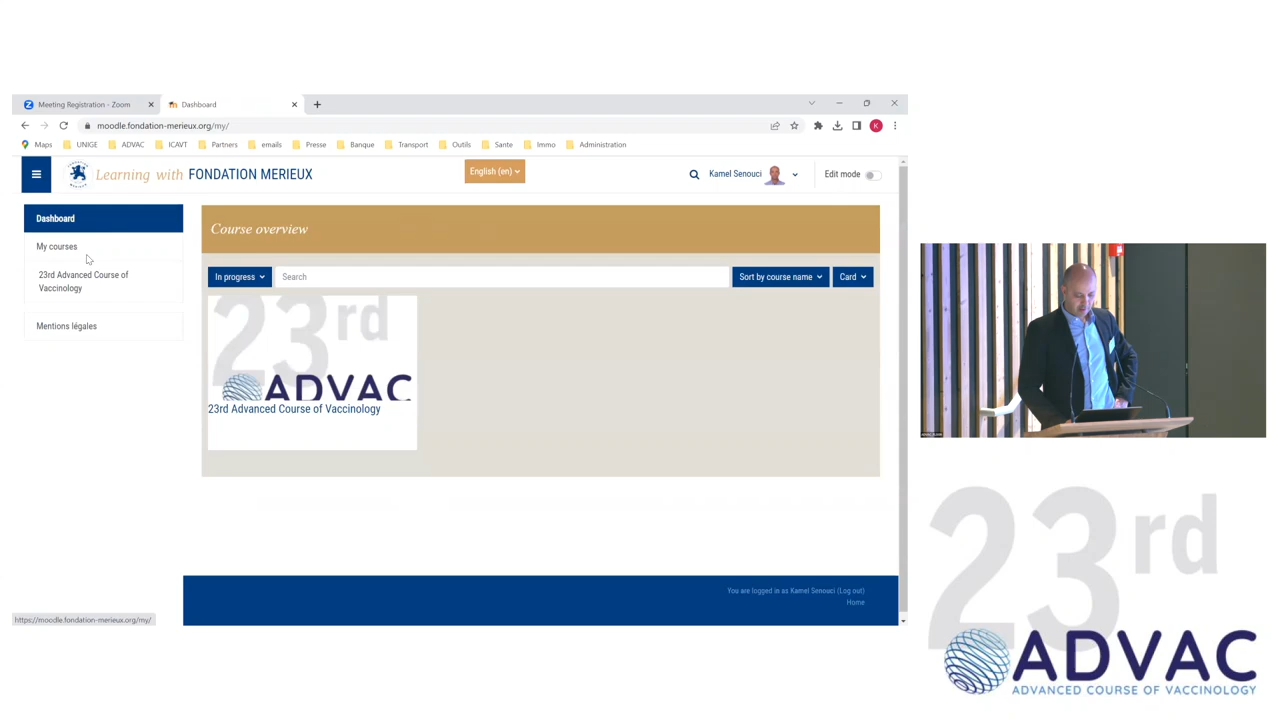 Meeting Registration - Zoom
Dashboard
moodle.fondation-merieux.org/my/
K
Maps
UNIGE
ADVAC
ICAVT
Partners
emails
Presse
Banque
Transport
Outils
Sante
Immo
Administration
Learning with FONDATION MERIEUX
English (en)
Kamel Senouci
Edit mode
Dashboard
My courses
23rd Advanced Course of
Vaccinology
Mentions légales
Course overview
In progress
Search
Sort by course name
Card
23rd
ADVAC
23rd Advanced Course of Vaccinology
You are logged in as Kamel Senouci (Log out)
Home
https://moodle.fondation-merieux.org/my/
23rd
ADVAC
ADVANCED COURSE OF VACCINOLOGY